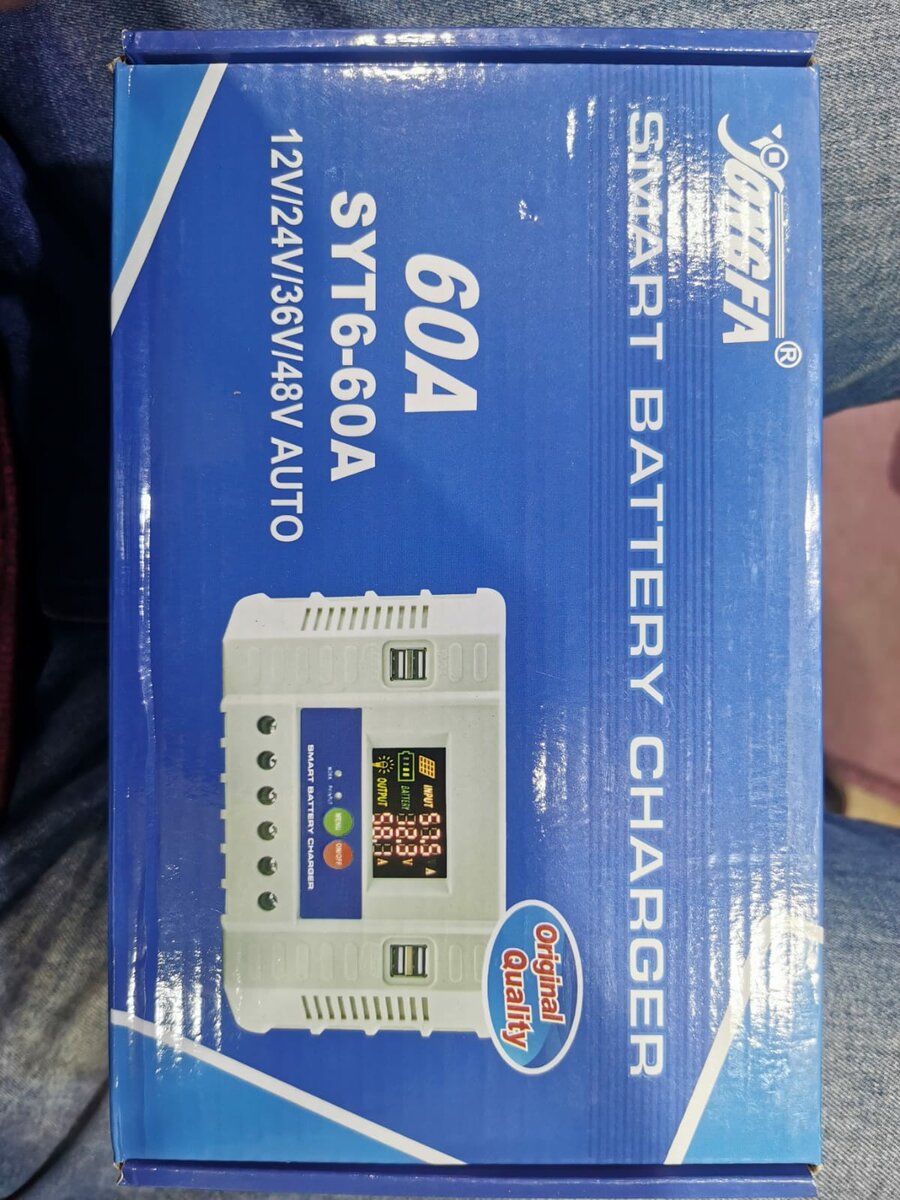 SONGFA®
SMART BATTERY CHARGER
60A
SYT6-60A
12V/24V/36V/48V AUTO
INPUT
A
BATTERY
V
OUTPUT
A
MENU
ON/OFF
SMART BATTERY CHARGER
Original
Quality